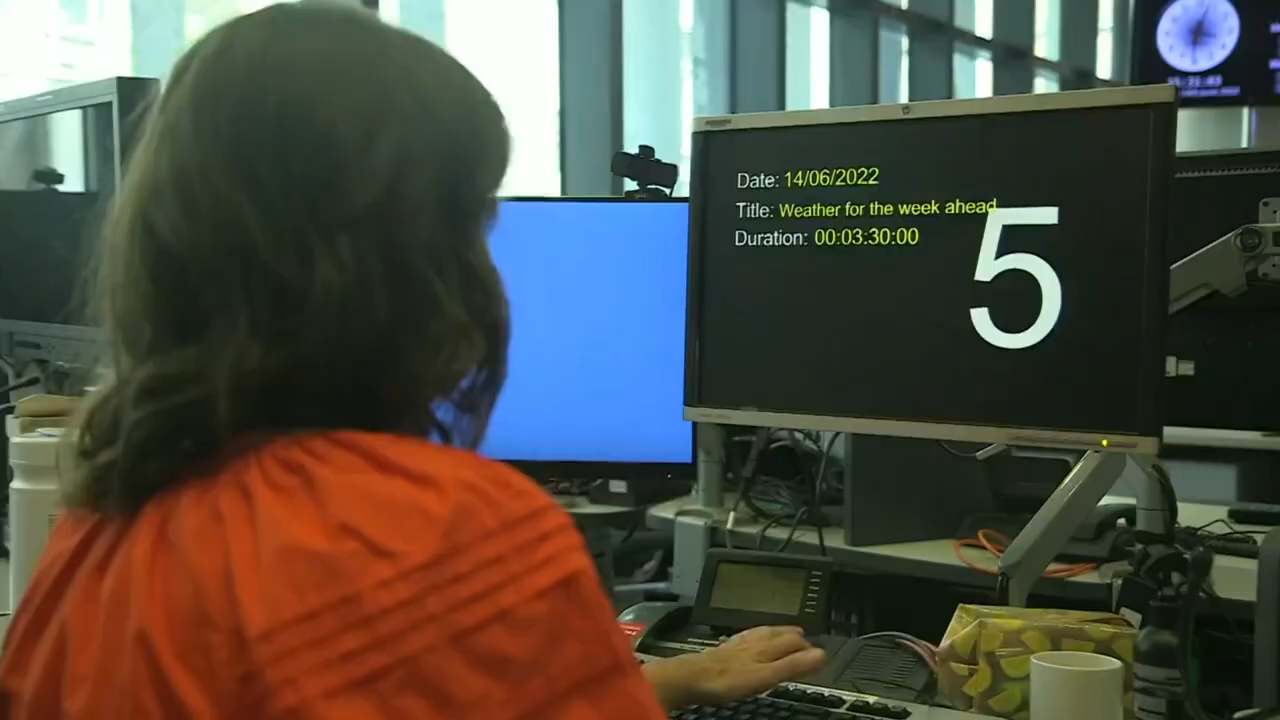 Date: 14/06/2022
Title: Weather for the week ahead
Duration: 00:03:30:00
5